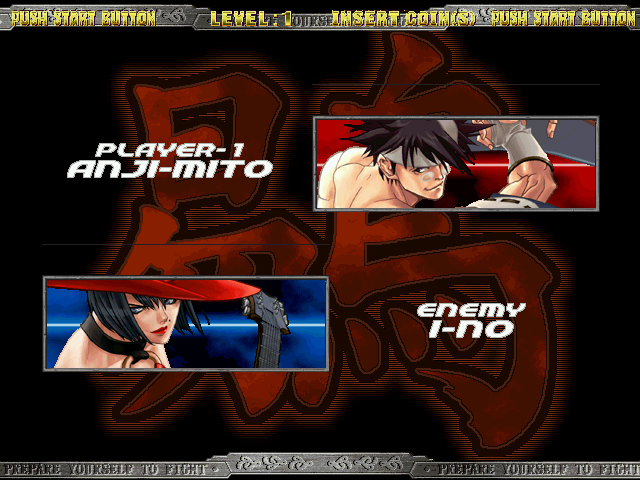 PUSH START BUTTON LEVEL:1 INSERT COIN(S) PUSH START BUTTON
PLAYER-1
ANJI-MITO
ENEMY
I-NO
PREPARE YOURSELF TO FIGHT PREPARE YOURSELF TO FIGHT